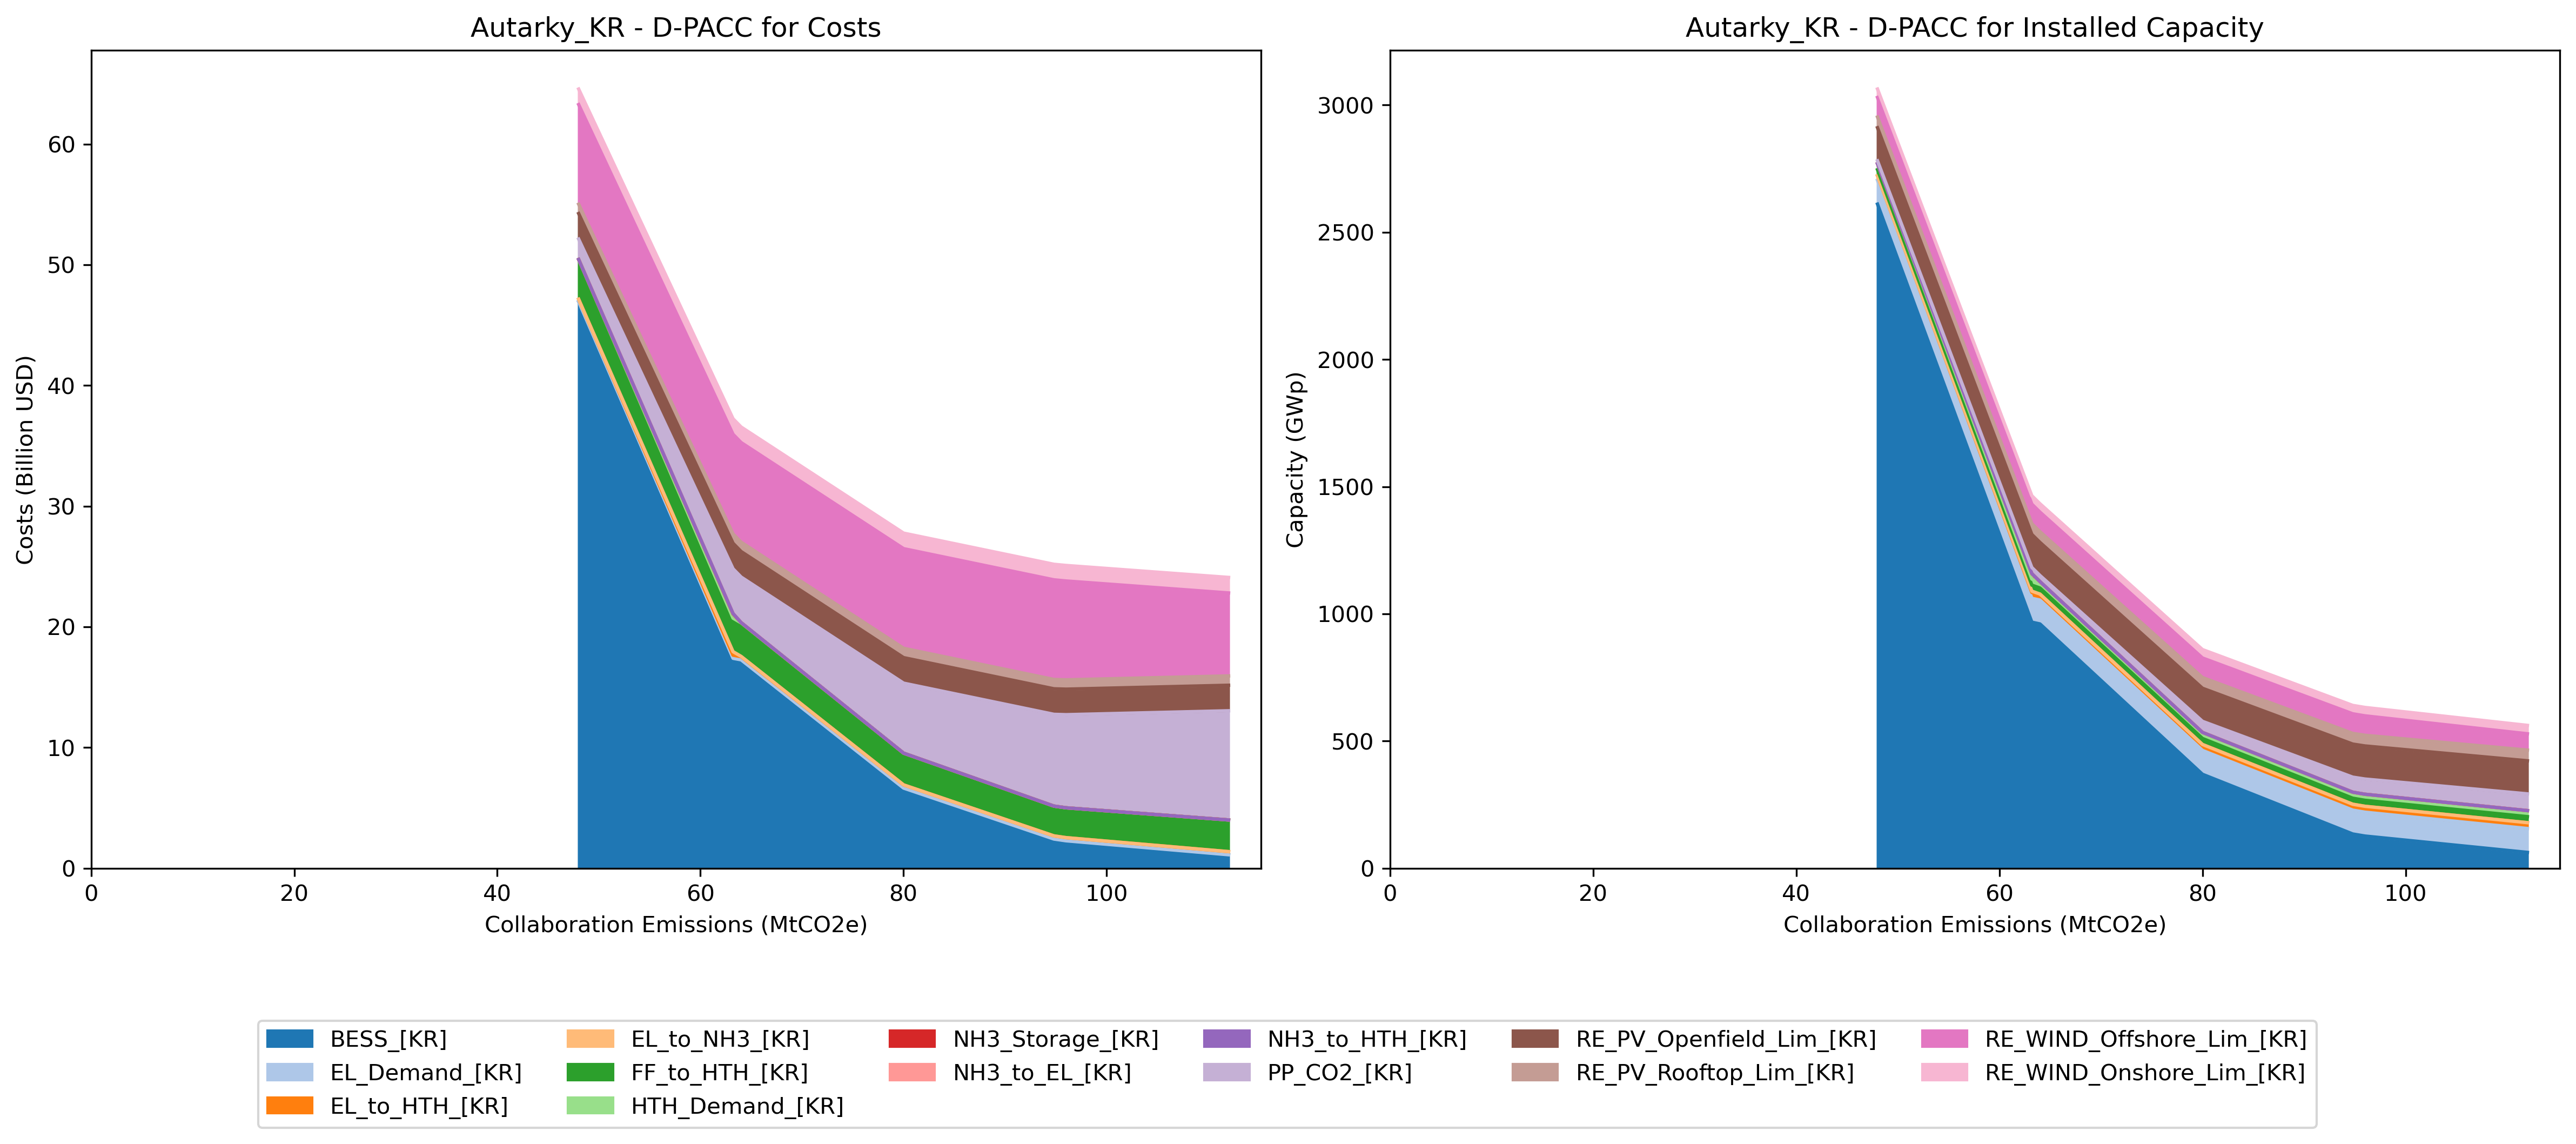 Autarky_KR - D-PACC for Costs
Costs (Billion USD)
60
50
40
30
20
10
0
0 20 40 60 80 100
Collaboration Emissions (MtCO2e)
Autarky_KR - D-PACC for Installed Capacity
Capacity (GWp)
3000
2500
2000
1500
1000
500
0
0 20 40 60 80 100
Collaboration Emissions (MtCO2e)
BESS_[KR]
EL_Demand_[KR]
EL_to_HTH_[KR]
EL_to_NH3_[KR]
FF_to_HTH_[KR]
HTH_Demand_[KR]
NH3_Storage_[KR]
NH3_to_EL_[KR]
NH3_to_HTH_[KR]
PP_CO2_[KR]
RE_PV_Openfield_Lim_[KR]
RE_PV_Rooftop_Lim_[KR]
RE_WIND_Offshore_Lim_[KR]
RE_WIND_Onshore_Lim_[KR]